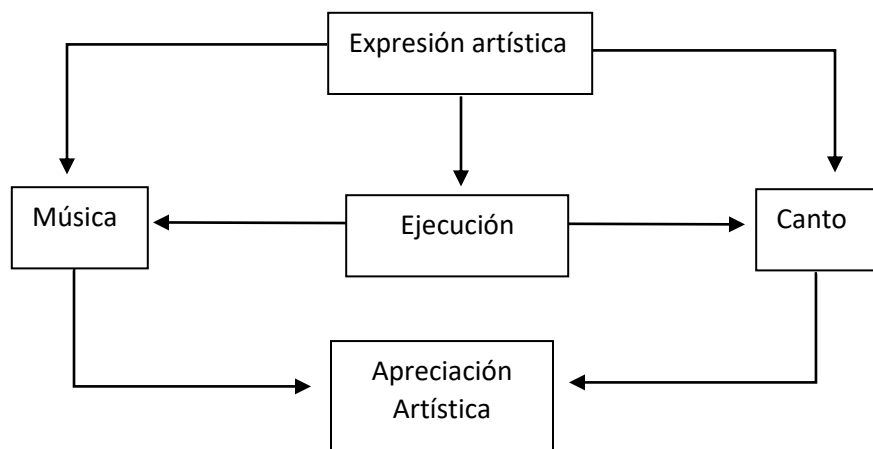 Expresión artística
Música
Ejecución
Canto
Apreciación
Artística